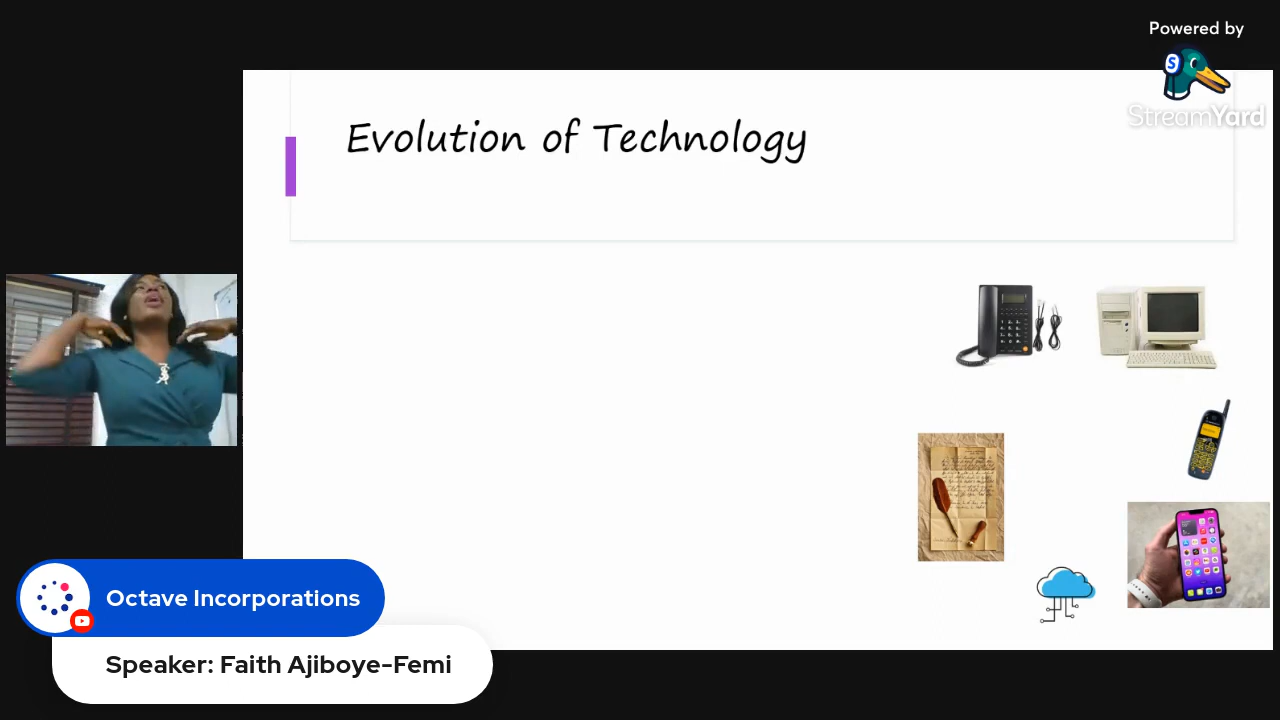 Powered by
StreamYard
Evolution of Technology
Octave Incorporations
Speaker: Faith Ajiboye-Femi